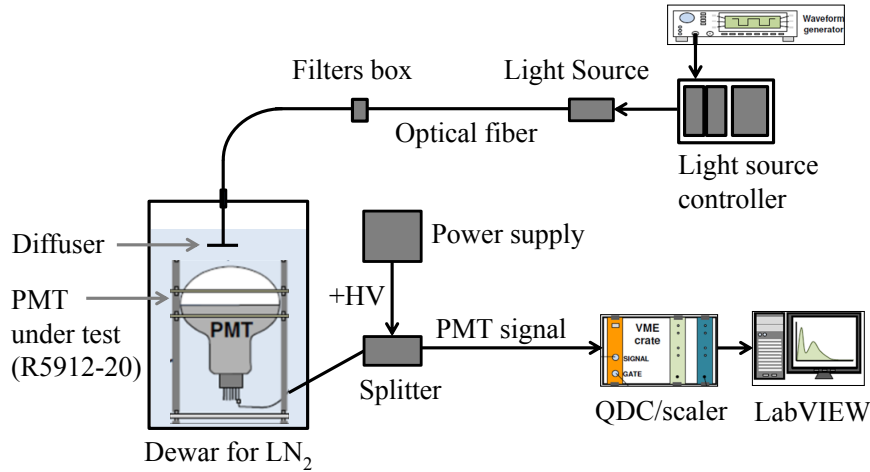 Waveform
generator
Filters box
Light Source
Optical fiber
Light source
controller
Diffuser
Power supply
PMT
under test
(R5912-20)
PMT
+HV
PMT signal
Splitter
VME
crate
SIGNAL
GATE
QDC/scaler
LabVIEW
Dewar for LN₂